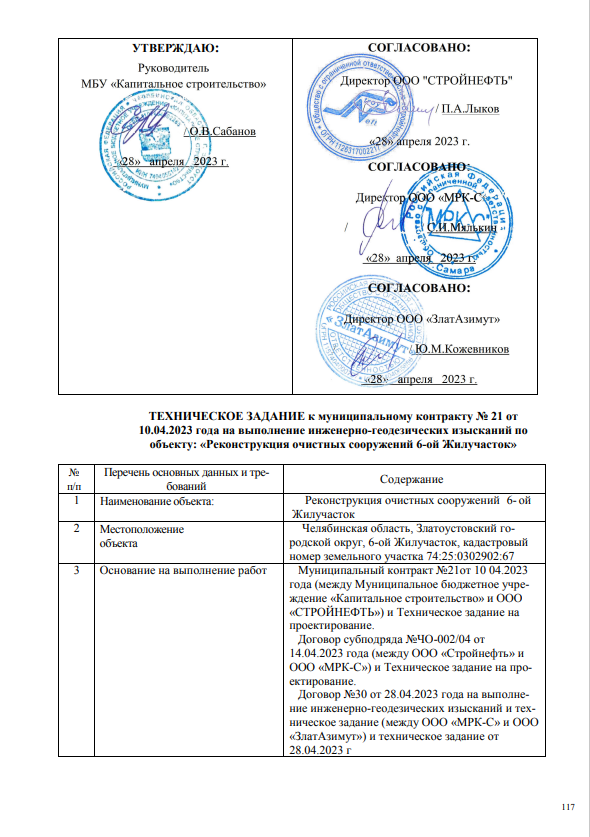 УТВЕРЖДАЮ:
Руководитель
МБУ «Капитальное строительство»
/О.В.Сабанов
«28» апреля 2023 г.
СОГЛАСОВАНО:
Директор ООО "СТРОЙНЕФТЬ"
/ П.А.Лыков
«28» апреля 2023 г.
СОГЛАСОВАНО:
Директор ООО «МРК-С»
/ / С.И.Мялькин
«28» апреля 2023 г.
СОГЛАСОВАНО:
Директор ООО «ЗлатАзимут»
/ Ю.М.Кожевников
«28» апреля 2023 г.
ТЕХНИЧЕСКОЕ ЗАДАНИЕ к муниципальному контракту № 21 от
10.04.2023 года на выполнение инженерно-геодезических изысканий по
объекту: «Реконструкция очистных сооружений 6-ой Жилучасток»
№
п/п
Перечень основных данных и тре-
бований
Содержание
1
Наименование объекта:
Реконструкция очистных сооружений 6- ой
Жилучасток
2
Местоположение
объекта
Челябинская область, Златоустовский го-
родской округ, 6-ой Жилучасток, кадастровый
номер земельного участка 74:25:0302902:67
3
Основание на выполнение работ
Муниципальный контракт №21от 10 04.2023
года (между Муниципальное бюджетное учре-
ждение «Капитальное строительство» и ООО
«СТРОЙНЕФТЬ») и Техническое задание на
проектирование.
Договор субподряда №ЧО-002/04 от
14.04.2023 года (между ООО «Стройнефть» и
ООО «МРК-С») и Техническое задание на про-
ектирование.
Договор №30 от 28.04.2023 года на выполне-
ние инженерно-геодезических изысканий и тех-
ническое задание (между ООО «МРК-С» и ООО
«ЗлатАзимут») и техническое задание от
28.04.2023 г
117